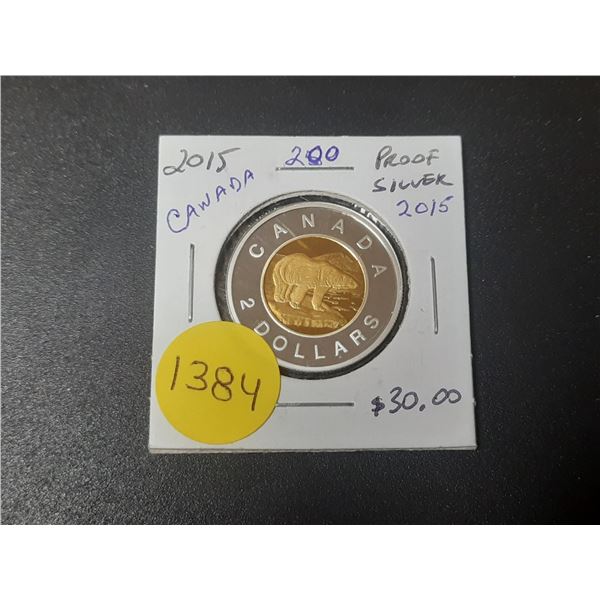 2015 200 PROOF
CANADA SILVER
2015
CANADA
2 DOLLARS
1384
$30.00